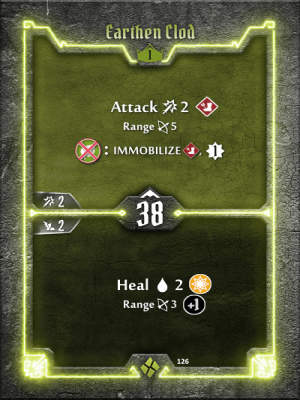 Earthen Clod
1
Attack 2
Range 5
: IMMOBILIZE , 1
2
38
2
Heal 2
Range 3 +1
126